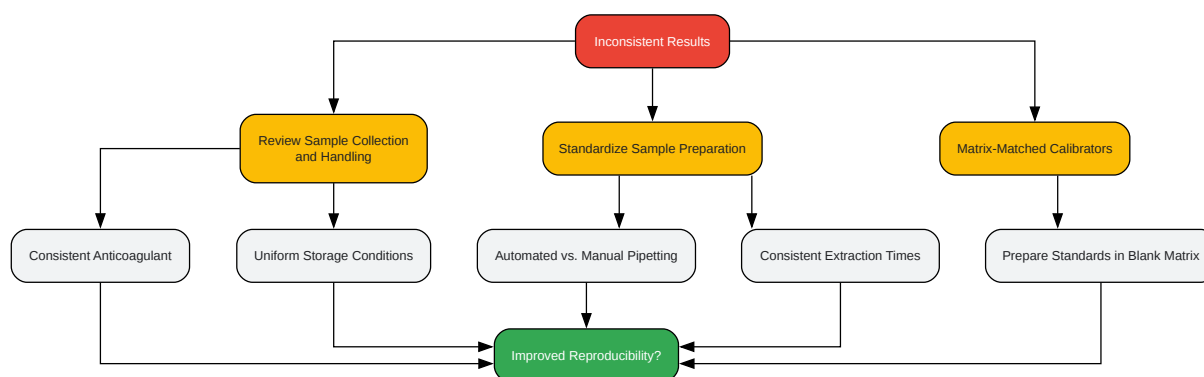 Inconsistent Results
Review Sample Collection
and Handling
Standardize Sample Preparation
Matrix-Matched Calibrators
Consistent Anticoagulant
Uniform Storage Conditions
Automated vs. Manual Pipetting
Consistent Extraction Times
Prepare Standards in Blank Matrix
Improved Reproducibility?